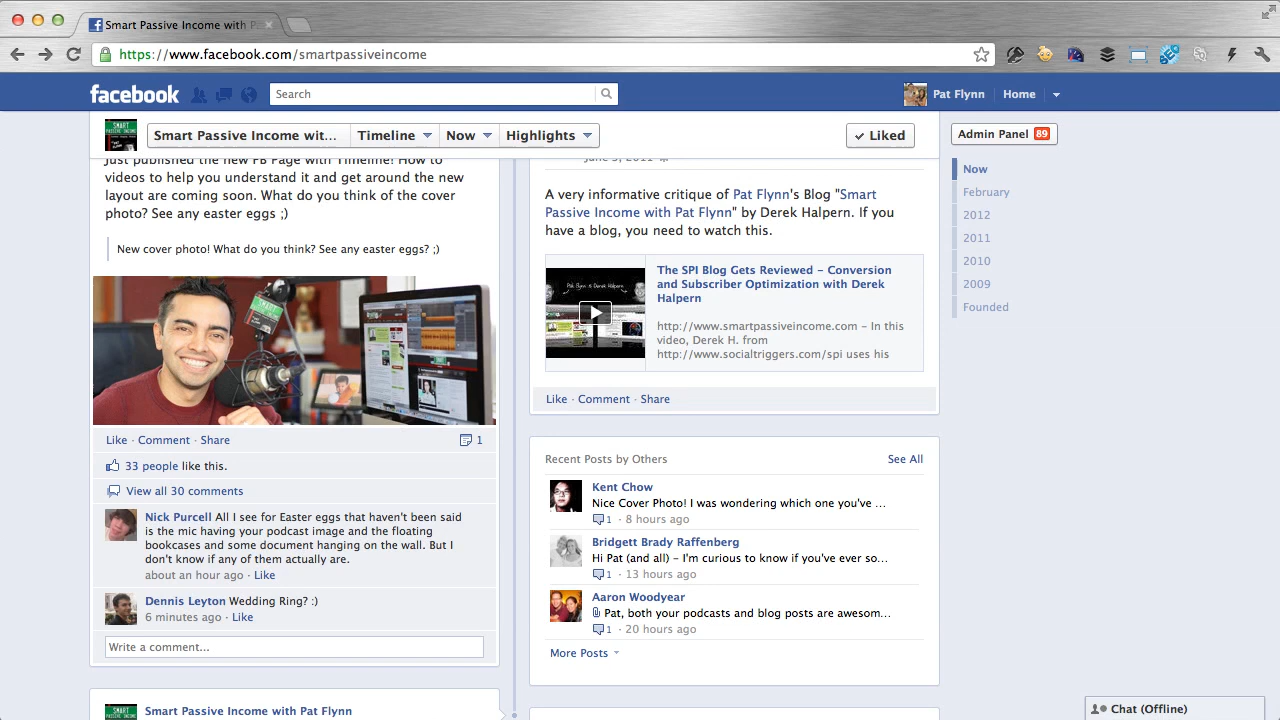 Smart Passive Income with P
https://www.facebook.com/smartpassiveincome
facebook
Search
Pat Flynn
Home
SMART
PASSIVE INCOME
Smart Passive Income wit...
Timeline
Now
Highlights
Liked
Admin Panel 89
Just published the new FB Page with Timeline! How to
videos to help you understand it and get around the new
layout are coming soon. What do you think of the cover
photo? See any easter eggs ;)
New cover photo! What do you think? See any easter eggs? ;)
Like · Comment · Share
1
33 people like this.
View all 30 comments
Nick Purcell All I see for Easter eggs that haven't been said
is the mic having your podcast image and the floating
bookcases and some document hanging on the wall. But I
don't know if any of them actually are.
about an hour ago · Like
Dennis Leyton Wedding Ring? :)
6 minutes ago · Like
Write a comment...
Smart Passive Income with Pat Flynn
June 5, 2011
A very informative critique of Pat Flynn's Blog "Smart
Passive Income with Pat Flynn" by Derek Halpern. If you
have a blog, you need to watch this.
Pat Flynn & Derek Halpern
The SPI Blog Gets Reviewed - Conversion
and Subscriber Optimization with Derek
Halpern
http://www.smartpassiveincome.com - In this
video, Derek H. from
http://www.socialtriggers.com/spi uses his
Like · Comment · Share
Recent Posts by Others
See All
Kent Chow
Nice Cover Photo! I was wondering which one you've ...
1 · 8 hours ago
Bridgett Brady Raffenberg
Hi Pat (and all) – I'm curious to know if you've ever so...
1 · 13 hours ago
Aaron Woodyear
Pat, both your podcasts and blog posts are awesom...
1 · 20 hours ago
More Posts
Now
February
2012
2011
2010
2009
Founded
Chat (Offline)